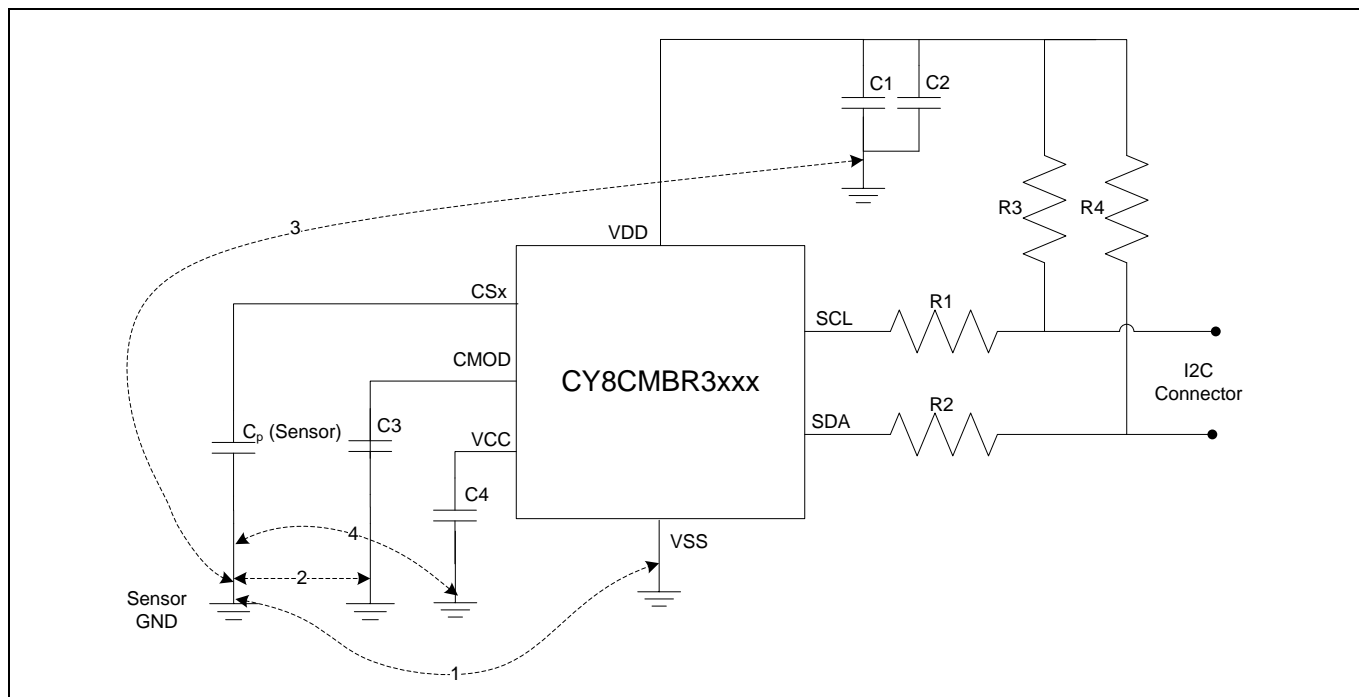 C1
C2
3
R3
R4
VDD
CSx
SCL
R1
CMOD
CY8CMBR3xxx
I2C
Connector
Cp (Sensor)
C3
VCC
SDA
R2
C4
4
VSS
2
Sensor
GND
1